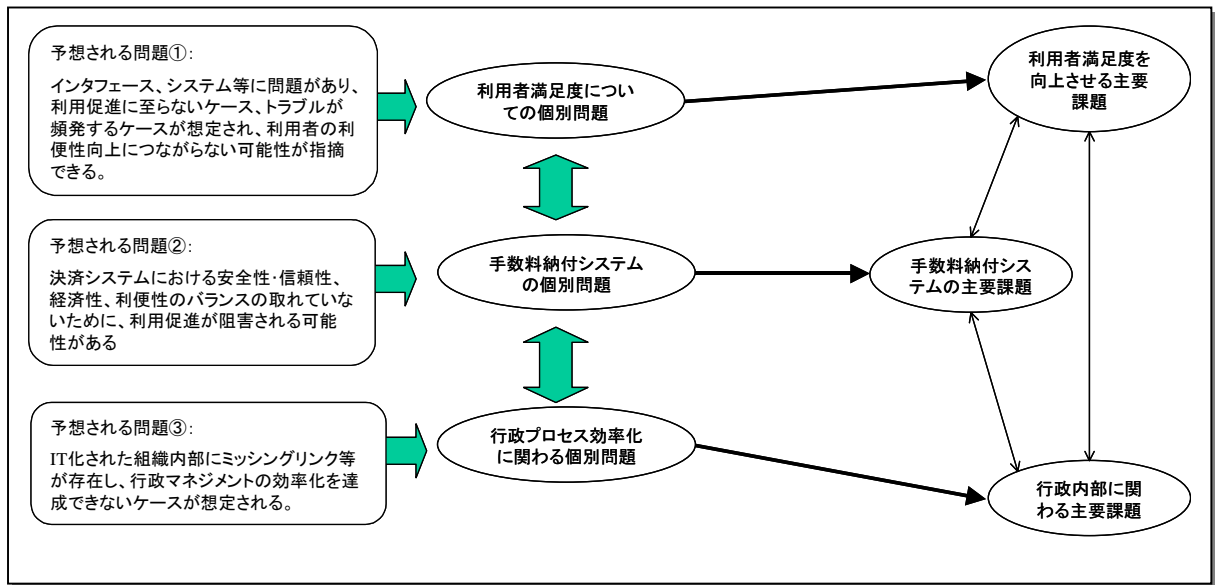 予想される問題①:
インタフェース、システム等に問題があり、
利用促進に至らないケース、トラブルが
頻発するケースが想定され、利用者の利
便性向上につながらない可能性が指摘
できる。
利用者満足度につい
ての個別問題
利用者満足度を
向上させる主要
課題
予想される問題②:
決済システムにおける安全性・信頼性、
経済性、利便性のバランスの取れていな
いために、利用促進が阻害される可能
性がある
手数料納付システム
の個別問題
手数料納付シス
テムの主要課題
予想される問題③:
IT化された組織内部にミッシングリンク等
が存在し、行政マネジメントの効率化を達
成できないケースが想定される。
行政プロセス効率化
に関わる個別問題
行政内部に関
わる主要課題